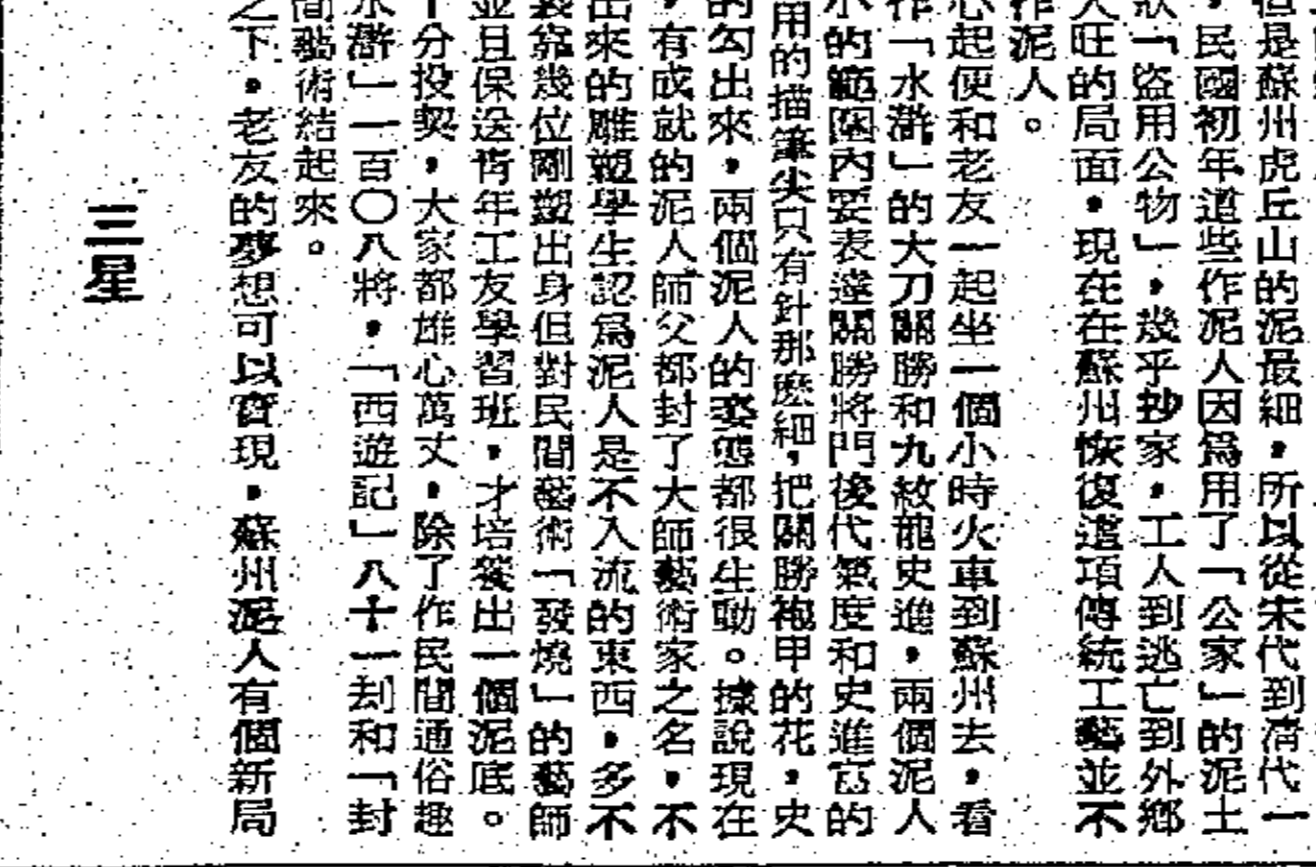 但是蘇州虎丘山的泥最細，所以從宋代到清代一
，民國初年這些作泥人因爲用了「公家」的泥土
狀「盜用公物」，幾乎抄家，工人到逃亡到外鄉
大旺的局面，現在在蘇州恢復這項傳統工藝並不
作泥人。
心起便和老友一起坐一個小時火車到蘇州去，看
作「水滸」的大刀關勝和九紋龍史進，兩個泥人
小的範圍內要表達關勝將門後代氣度和史進富的
用的描筆尖只有針那麽細，把關勝袍甲的花，史
的勾出來，兩個泥人的姿態都很生動。據說現在
，有成就的泥人師父都封了大師藝術家之名，不
出來的雕塑學生認爲泥人是不入流的東西，多不
靠幾位剛塑出身但對民間藝術「發燒」的藝師
並且保送靑年工友學習班，才培養出一個泥底。
十分投契，大家都雄心萬丈，除了作民間通俗趣
水滸」一百〇八將，「西遊記」八十一刦和「封
間藝術結起來。
之下，老友的夢想可以實現，蘇州泥人有個新局
三星